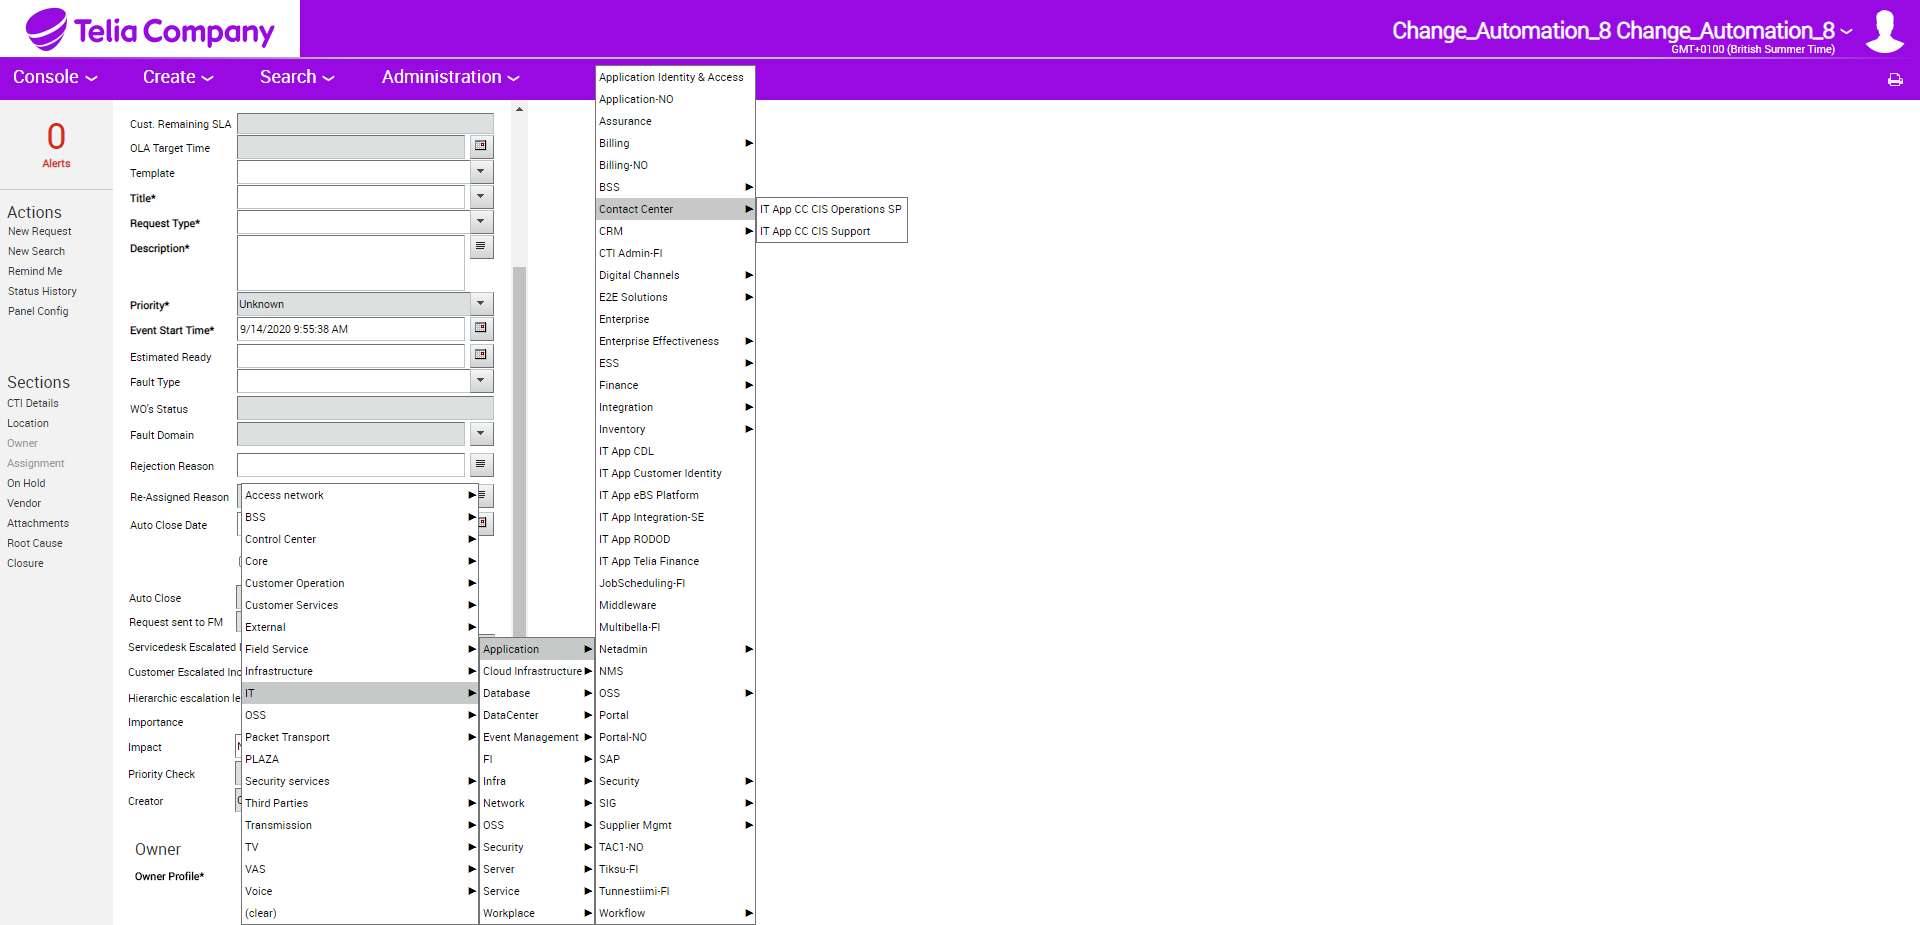 Telia Company
Change_Automation_8 Change_Automation_8
GMT+0100 (British Summer Time)
Console
Create
Search
Administration
0
Alerts
Actions
New Request
New Search
Remind Me
Status History
Panel Config
Sections
CTI Details
Location
Owner
Assignment
On Hold
Vendor
Attachments
Root Cause
Closure
Cust. Remaining SLA
OLA Target Time
Template
Title*
Request Type*
Description*
Priority*
Unknown
Event Start Time*
9/14/2020 9:55:38 AM
Estimated Ready
Fault Type
WO's Status
Fault Domain
Rejection Reason
Re-Assigned Reason
Auto Close Date
Auto Close
Request sent to FM
Servicedesk Escalated
Customer Escalated Inc
Hierarchic escalation le
Importance
Impact
Priority Check
Creator
Owner
Owner Profile*
Access network
BSS
Control Center
Core
Customer Operation
Customer Services
External
Field Service
Infrastructure
IT
OSS
Packet Transport
PLAZA
Security services
Third Parties
Transmission
TV
VAS
Voice
(clear)
Application
Cloud Infrastructure
Database
DataCenter
Event Management
FI
Infra
Network
OSS
Security
Server
Service
Workplace
Application Identity & Access
Application-NO
Assurance
Billing
Billing-NO
BSS
Contact Center
CRM
CTI Admin-FI
Digital Channels
E2E Solutions
Enterprise
Enterprise Effectiveness
ESS
Finance
Integration
Inventory
IT App CDL
IT App Customer Identity
IT App eBS Platform
IT App Integration-SE
IT App RODOD
IT App Telia Finance
JobScheduling-FI
Middleware
Multibella-FI
Netadmin
NMS
OSS
Portal
Portal-NO
SAP
Security
SIG
Supplier Mgmt
TAC1-NO
Tiksu-FI
Tunnestiimi-FI
Workflow
IT App CC CIS Operations SP
IT App CC CIS Support